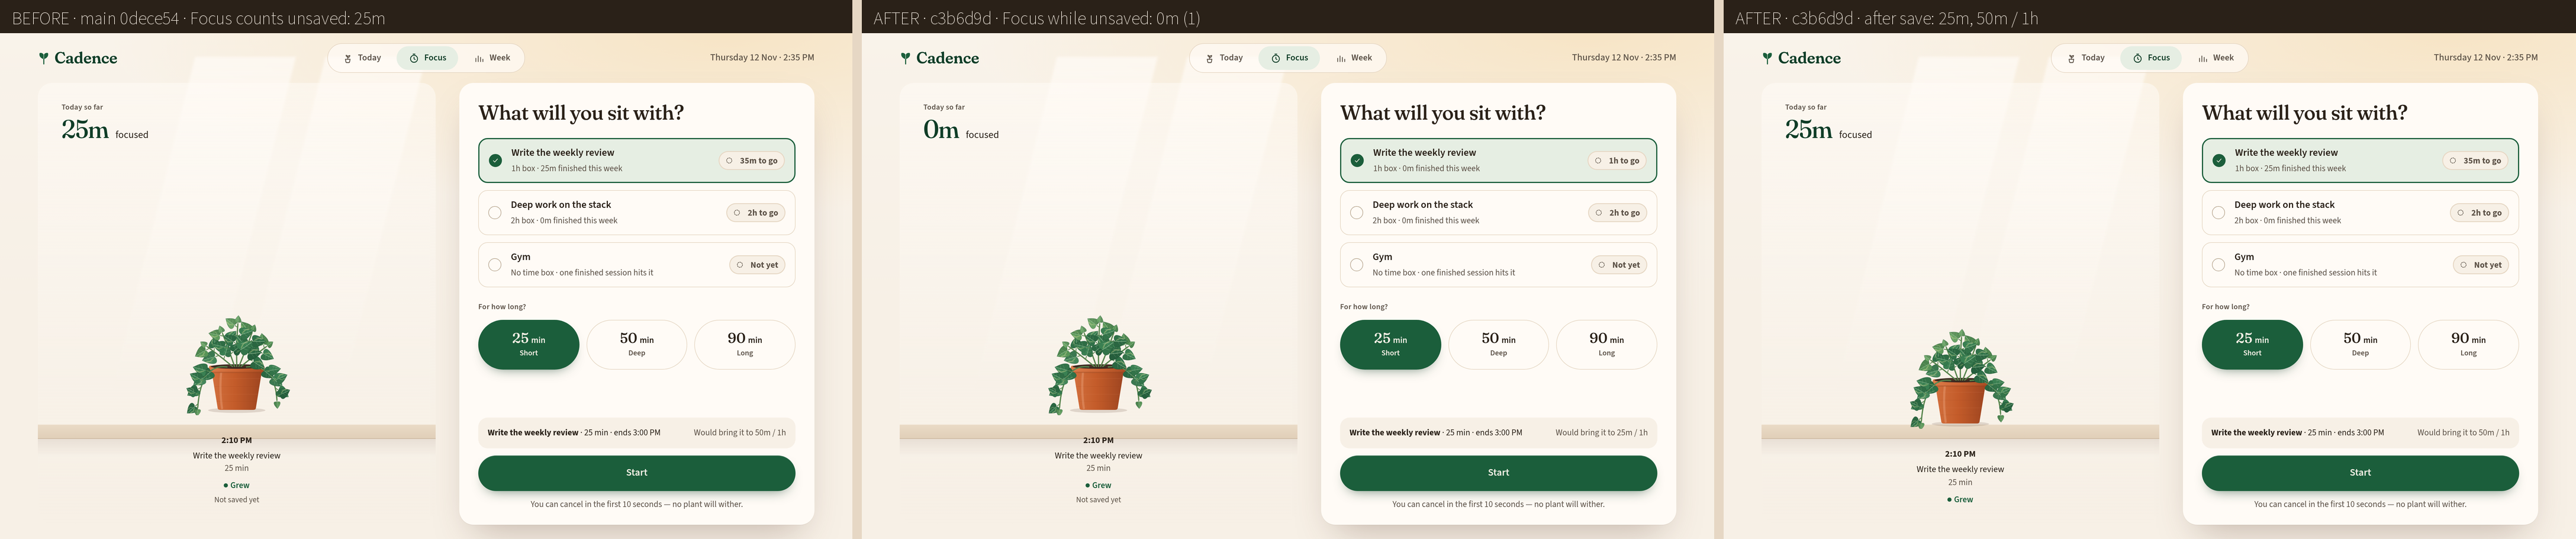 BEFORE · main 0dece54 · Focus counts unsaved: 25m
Cadence
Today
Focus
Week
Thursday 12 Nov · 2:35 PM
Today so far
25m focused
2:10 PM
Write the weekly review
25 min
Grew
Not saved yet
What will you sit with?
Write the weekly review
1h box · 25m finished this week
35m to go
Deep work on the stack
2h box · 0m finished this week
2h to go
Gym
No time box · one finished session hits it
Not yet
For how long?
25 min
Short
50 min
Deep
90 min
Long
Write the weekly review · 25 min · ends 3:00 PM
Would bring it to 50m / 1h
Start
You can cancel in the first 10 seconds — no plant will wither.
AFTER · c3b6d9d · Focus while unsaved: 0m (1)
Cadence
Today
Focus
Week
Thursday 12 Nov · 2:35 PM
Today so far
0m focused
2:10 PM
Write the weekly review
25 min
Grew
Not saved yet
What will you sit with?
Write the weekly review
1h box · 0m finished this week
1h to go
Deep work on the stack
2h box · 0m finished this week
2h to go
Gym
No time box · one finished session hits it
Not yet
For how long?
25 min
Short
50 min
Deep
90 min
Long
Write the weekly review · 25 min · ends 3:00 PM
Would bring it to 25m / 1h
Start
You can cancel in the first 10 seconds — no plant will wither.
AFTER · c3b6d9d · after save: 25m, 50m / 1h
Cadence
Today
Focus
Week
Thursday 12 Nov · 2:35 PM
Today so far
25m focused
2:10 PM
Write the weekly review
25 min
Grew
What will you sit with?
Write the weekly review
1h box · 25m finished this week
35m to go
Deep work on the stack
2h box · 0m finished this week
2h to go
Gym
No time box · one finished session hits it
Not yet
For how long?
25 min
Short
50 min
Deep
90 min
Long
Write the weekly review · 25 min · ends 3:00 PM
Would bring it to 50m / 1h
Start
You can cancel in the first 10 seconds — no plant will wither.